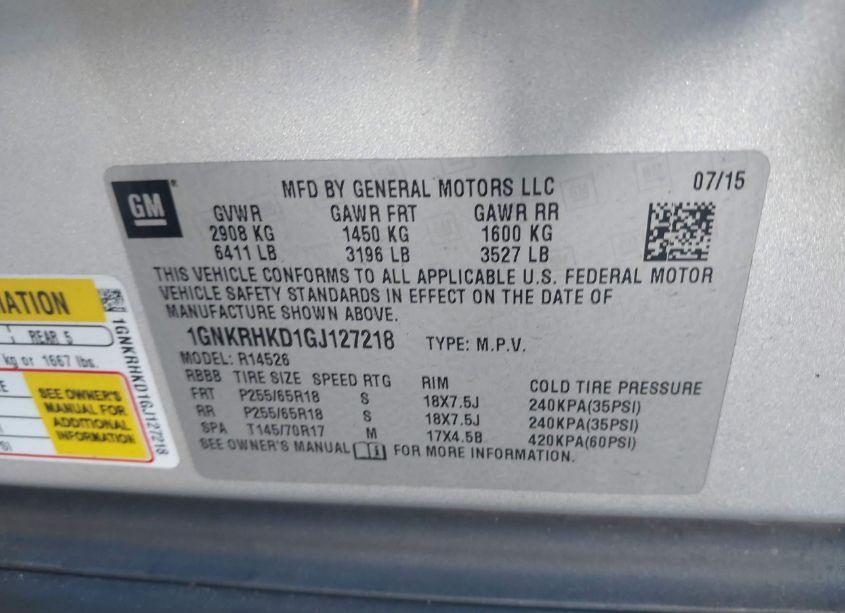 GM
MFD BY GENERAL MOTORS LLC
07/15
GVWR GAWR FRT GAWR RR
2908 KG 1450 KG 1600 KG
6411 LB 3196 LB 3527 LB
THIS VEHICLE CONFORMS TO ALL APPLICABLE U.S. FEDERAL MOTOR
VEHICLE SAFETY STANDARDS IN EFFECT ON THE DATE OF
MANUFACTURE SHOWN ABOVE.
1GNKRHKD1GJ127218 TYPE: M.P.V.
MODEL: R14526
RBBB TIRE SIZE SPEED RTG RIM COLD TIRE PRESSURE
FRT P255/65R18 S 18X7.5J 240KPA(35PSI)
RR P255/65R18 S 18X7.5J 240KPA(35PSI)
SPA T145/70R17 M 17X4.5B 420KPA(60PSI)
SEE OWNER'S MANUAL FOR MORE INFORMATION.
MATION
REAR 5
kg or 1667 lbs.
SEE OWNER'S
MANUAL FOR
ADDITIONAL
INFORMATION
1GNKRHKD1GJ127218